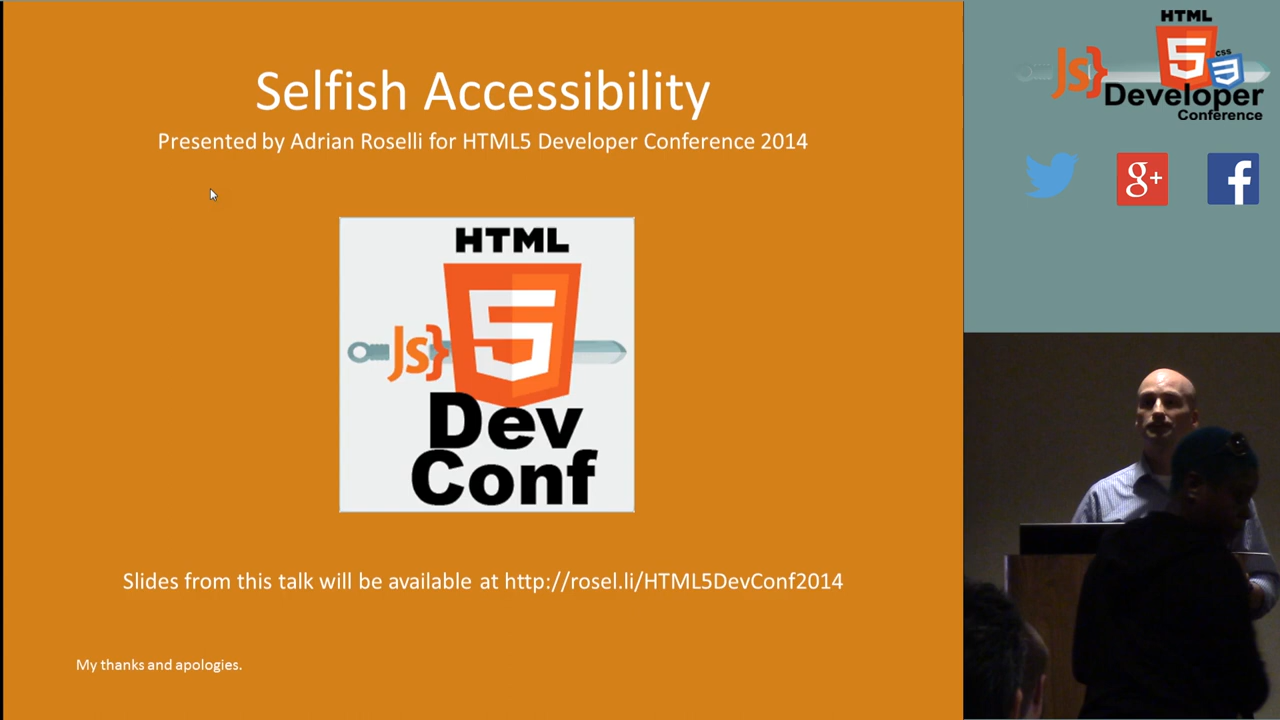 Selfish Accessibility
Presented by Adrian Roselli for HTML5 Developer Conference 2014
HTML
5
Js}
Dev
Conf
Slides from this talk will be available at http://rosel.li/HTML5DevConf2014
My thanks and apologies.
HTML
5
css
3
Js}
Developer
Conference
g+
f